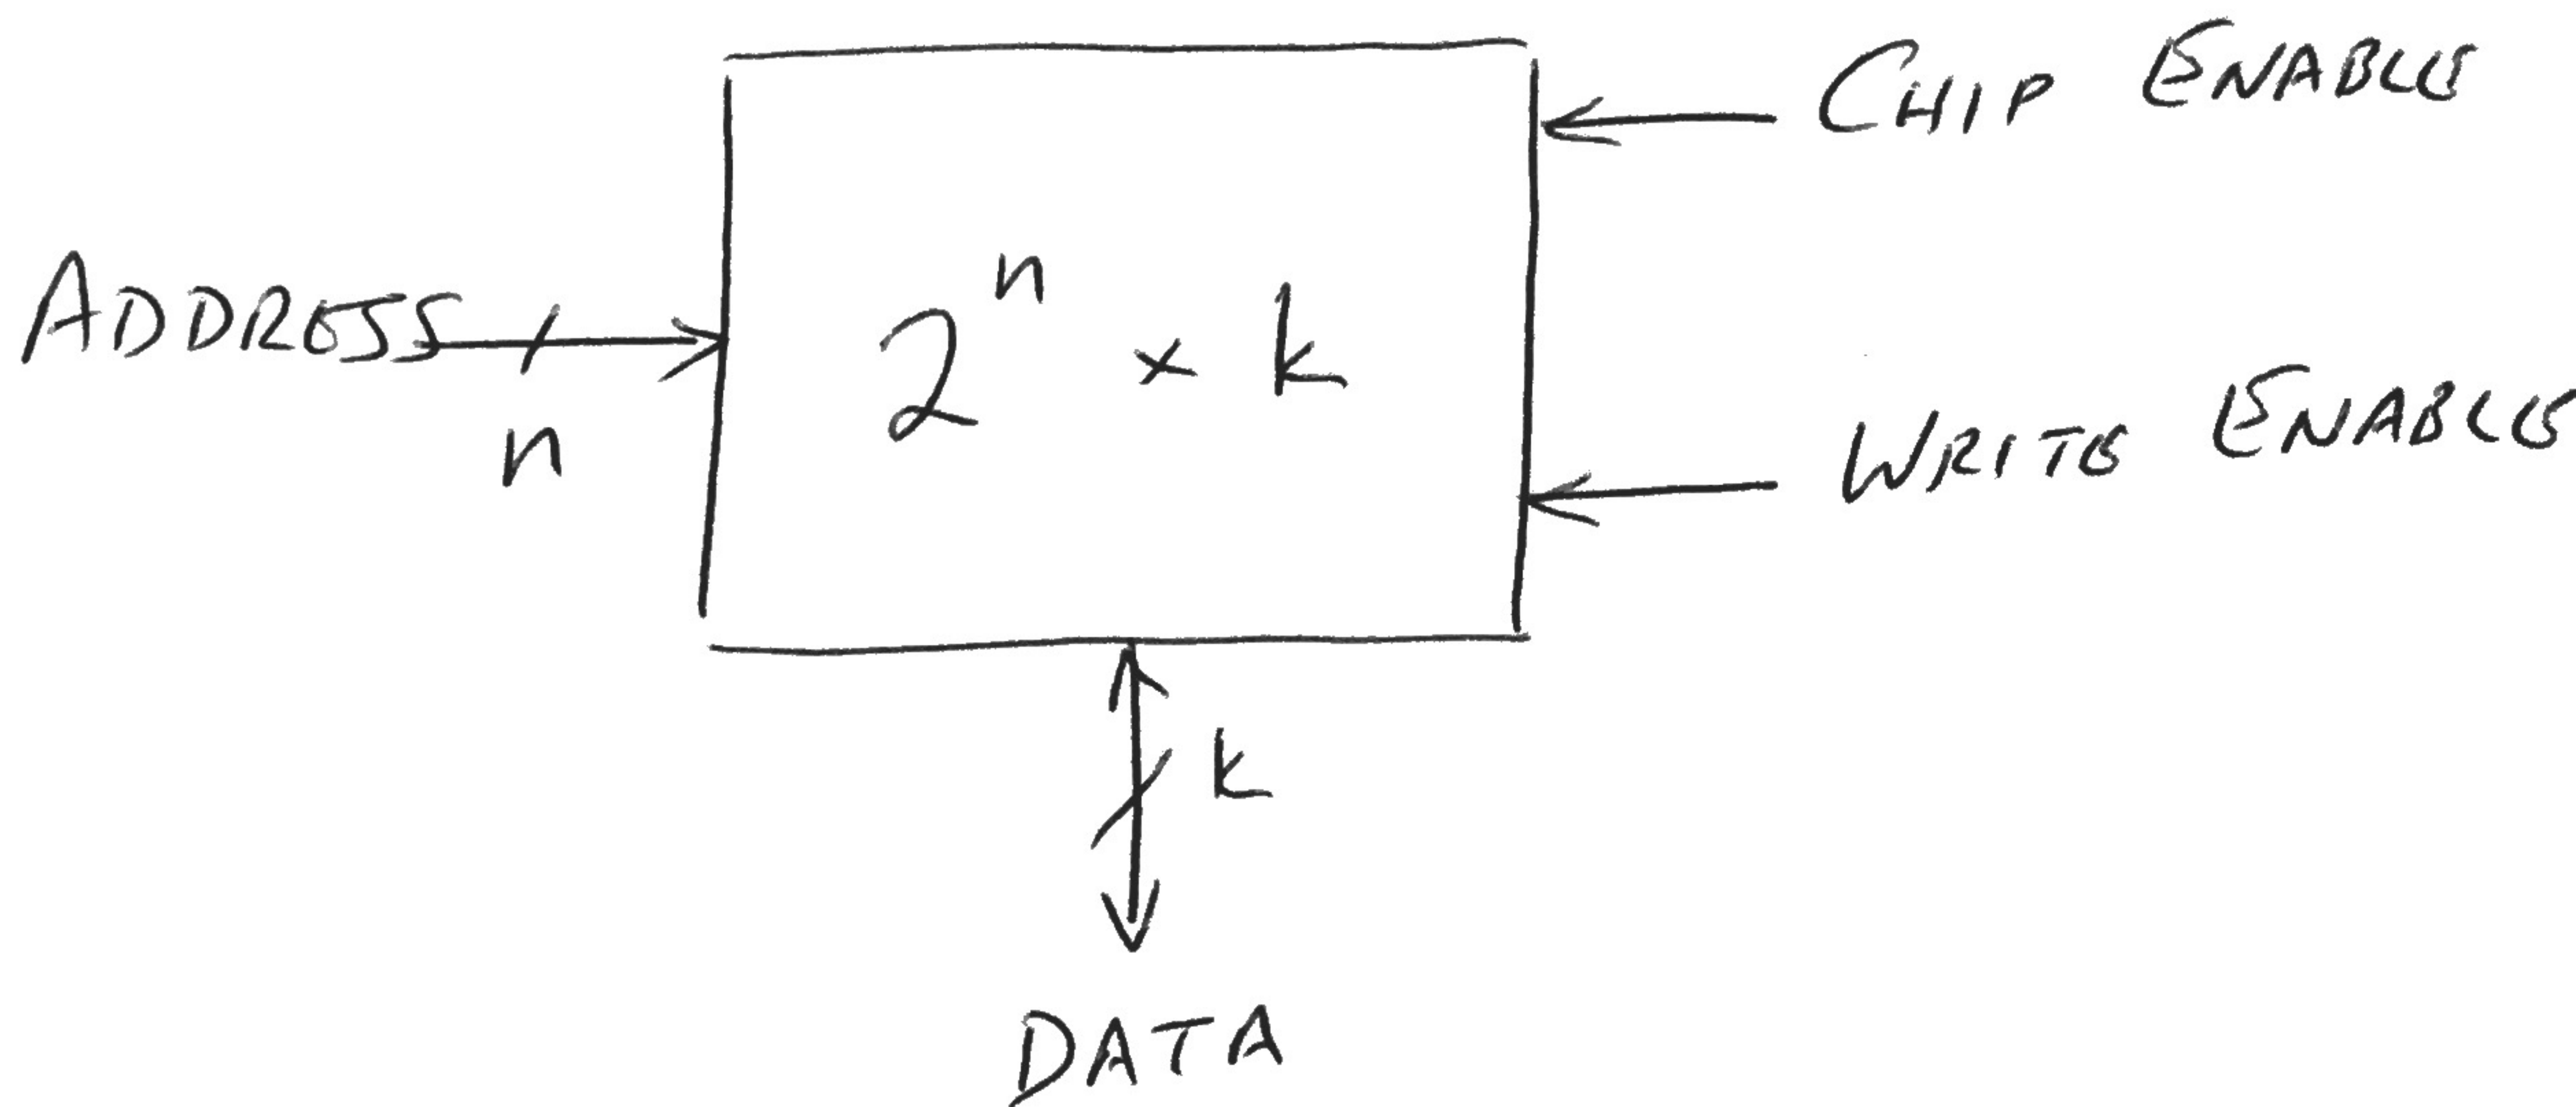 CHIP ENABLE
ADDRESS
n
2^n × k
WRITE ENABLE
k
DATA